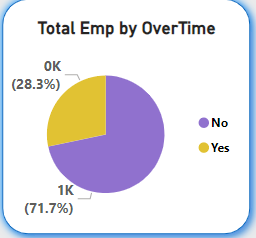 Total Emp by OverTime
0K
(28.3%)
No
Yes
1K
(71.7%)